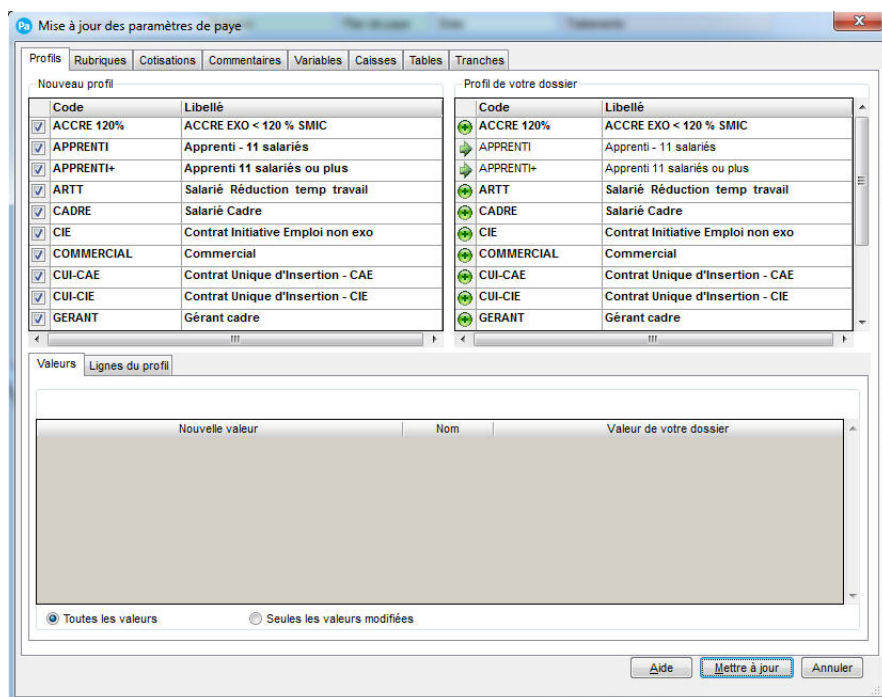 Pa Mise à jour des paramètres de paye
Profils Rubriques Cotisations Commentaires Variables Caisses Tables Tranches
Nouveau profil Profil de votre dossier
Code Libellé Code Libellé
ACCRE 120% ACCRE EXO < 120 % SMIC ACCRE 120% ACCRE EXO < 120 % SMIC
APPRENTI Apprenti - 11 salariés APPRENTI Apprenti - 11 salariés
APPRENTI+ Apprenti 11 salariés ou plus APPRENTI+ Apprenti 11 salariés ou plus
ARTT Salarié Réduction temp travail ARTT Salarié Réduction temp travail
CADRE Salarié Cadre CADRE Salarié Cadre
CIE Contrat Initiative Emploi non exo CIE Contrat Initiative Emploi non exo
COMMERCIAL Commercial COMMERCIAL Commercial
CUI-CAE Contrat Unique d'Insertion - CAE CUI-CAE Contrat Unique d'Insertion - CAE
CUI-CIE Contrat Unique d'Insertion - CIE CUI-CIE Contrat Unique d'Insertion - CIE
GERANT Gérant cadre GERANT Gérant cadre
Valeurs Lignes du profil
Nouvelle valeur Nom Valeur de votre dossier
Toutes les valeurs Seules les valeurs modifiées
Aide Mettre à jour Annuler